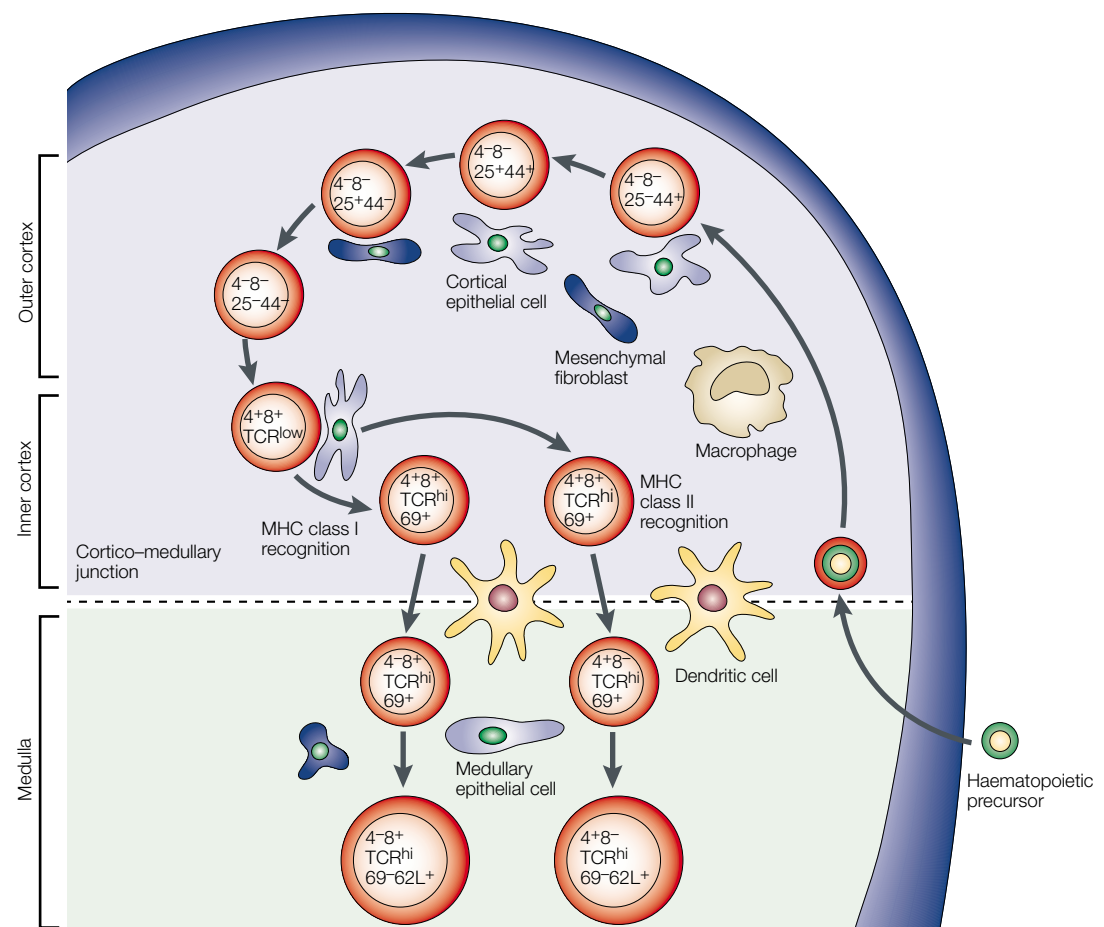 Outer cortex
Inner cortex
Medulla
4–8–
25+44+
4–8–
25+44–
4–8–
25–44+
4–8–
25–44–
Cortical
epithelial cell
Mesenchymal
fibroblast
Macrophage
4+8+
TCRlow
4+8+
TCRhi
69+
4+8+
TCRhi
69+
MHC
class II
recognition
MHC class I
recognition
Cortico–medullary
junction
4–8+
TCRhi
69+
4+8–
TCRhi
69+
Dendritic cell
Medullary
epithelial cell
Haematopoietic
precursor
4–8+
TCRhi
69–62L+
4+8–
TCRhi
69–62L+